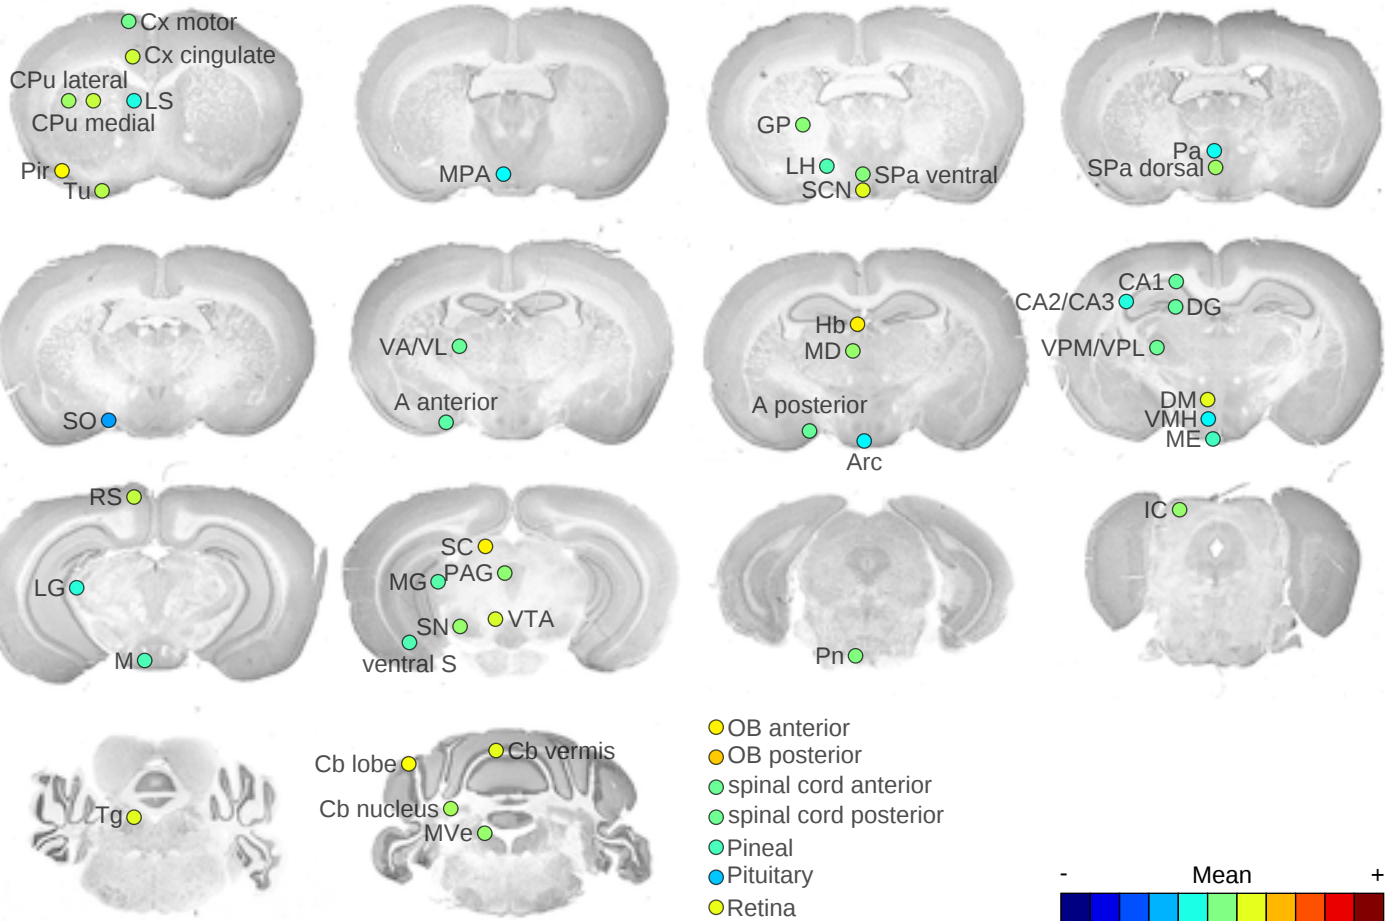 Cx motor
Cx cingulate
CPu lateral
LS
CPu medial
Pir
Tu
MPA
GP
LH
SPa ventral
SCN
Pa
SPa dorsal
SO
VA/VL
A anterior
Hb
MD
A posterior
Arc
CA1
CA2/CA3
DG
VPM/VPL
DM
VMH
ME
RS
LG
M
SC
PAG
MG
VTA
SN
ventral S
Pn
IC
Tg
Cb vermis
Cb lobe
Cb nucleus
MVe
OB anterior
OB posterior
spinal cord anterior
spinal cord posterior
Pineal
Pituitary
Retina
- Mean +